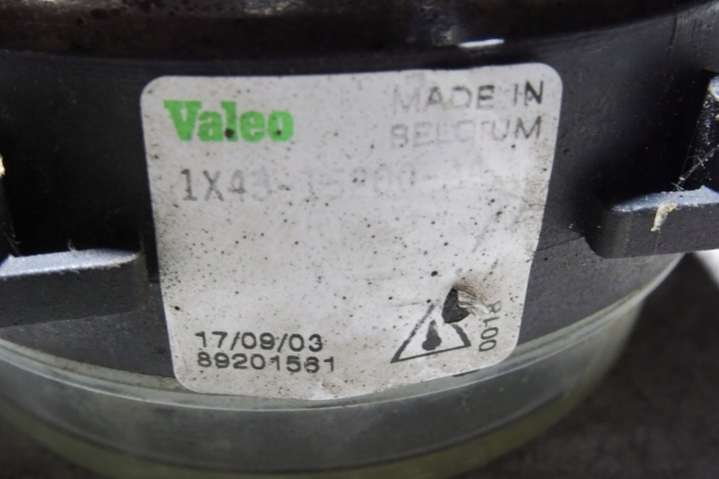 Valeo
MADE IN
BELGIUM
17/09/03
89201561